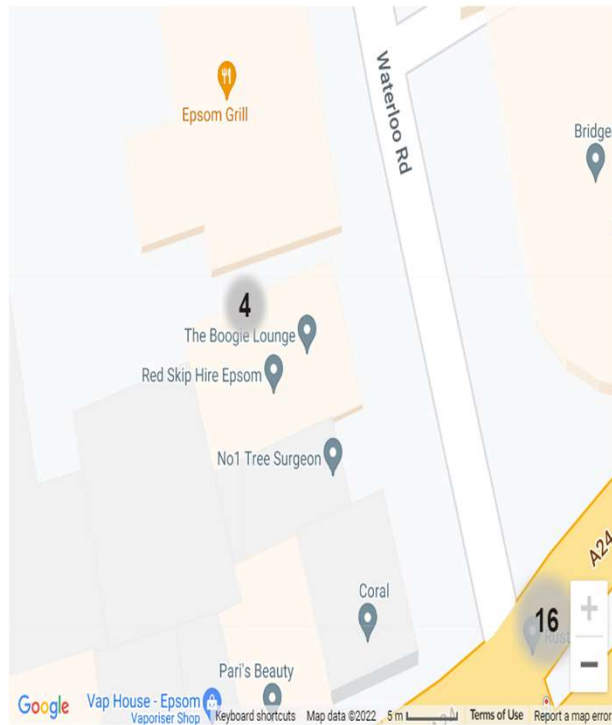 Waterloo Rd
Epsom Grill
Bridge
4
The Boogie Lounge
Red Skip Hire Epsom
No1 Tree Surgeon
A24
Coral
16
Rust
+
−
Pari's Beauty
Vap House - Epsom
Vaporiser Shop
Google
Keyboard shortcuts
Map data ©2022
5 m
Terms of Use
Report a map error